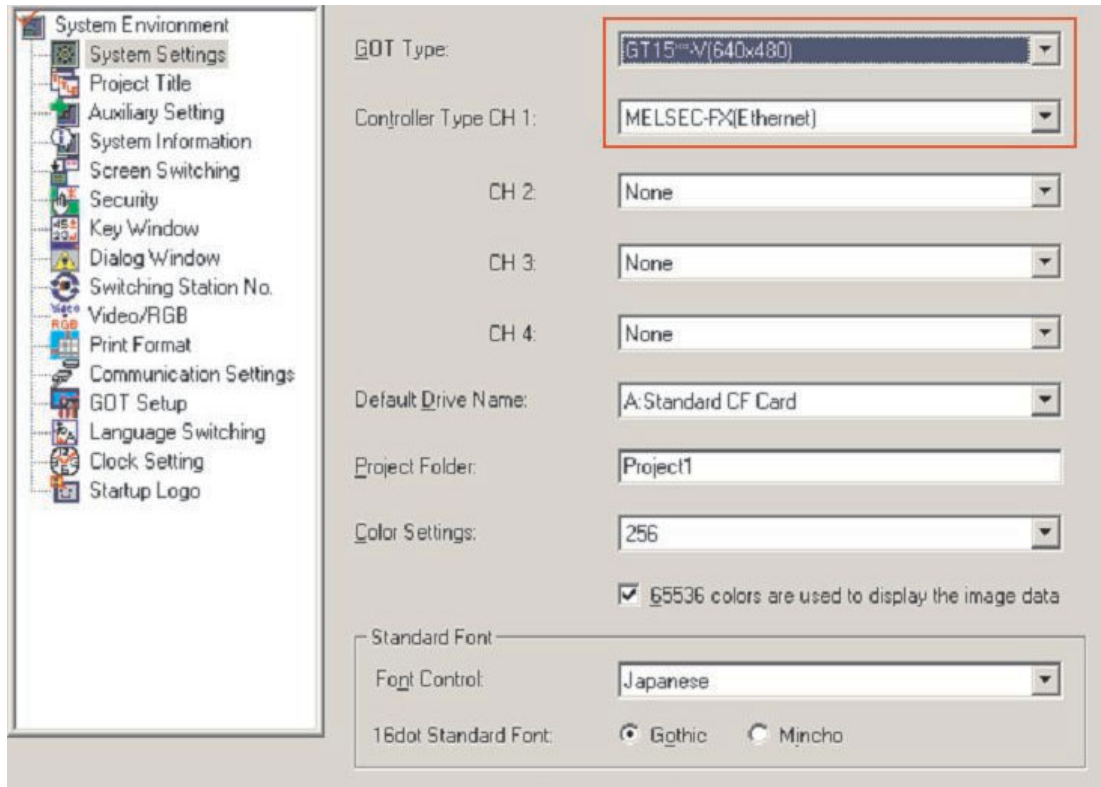 System Environment
System Settings
Project Title
Auxiliary Setting
System Information
Screen Switching
Security
Key Window
Dialog Window
Switching Station No.
Video/RGB
Print Format
Communication Settings
GOT Setup
Language Switching
Clock Setting
Startup Logo
GOT Type: GT15***-V(640x480)
Controller Type CH 1: MELSEC-FX(Ethernet)
CH 2: None
CH 3: None
CH 4: None
Default Drive Name: A:Standard CF Card
Project Folder: Project1
Color Settings: 256
65536 colors are used to display the image data
Standard Font
Font Control: Japanese
16dot Standard Font: Gothic Mincho